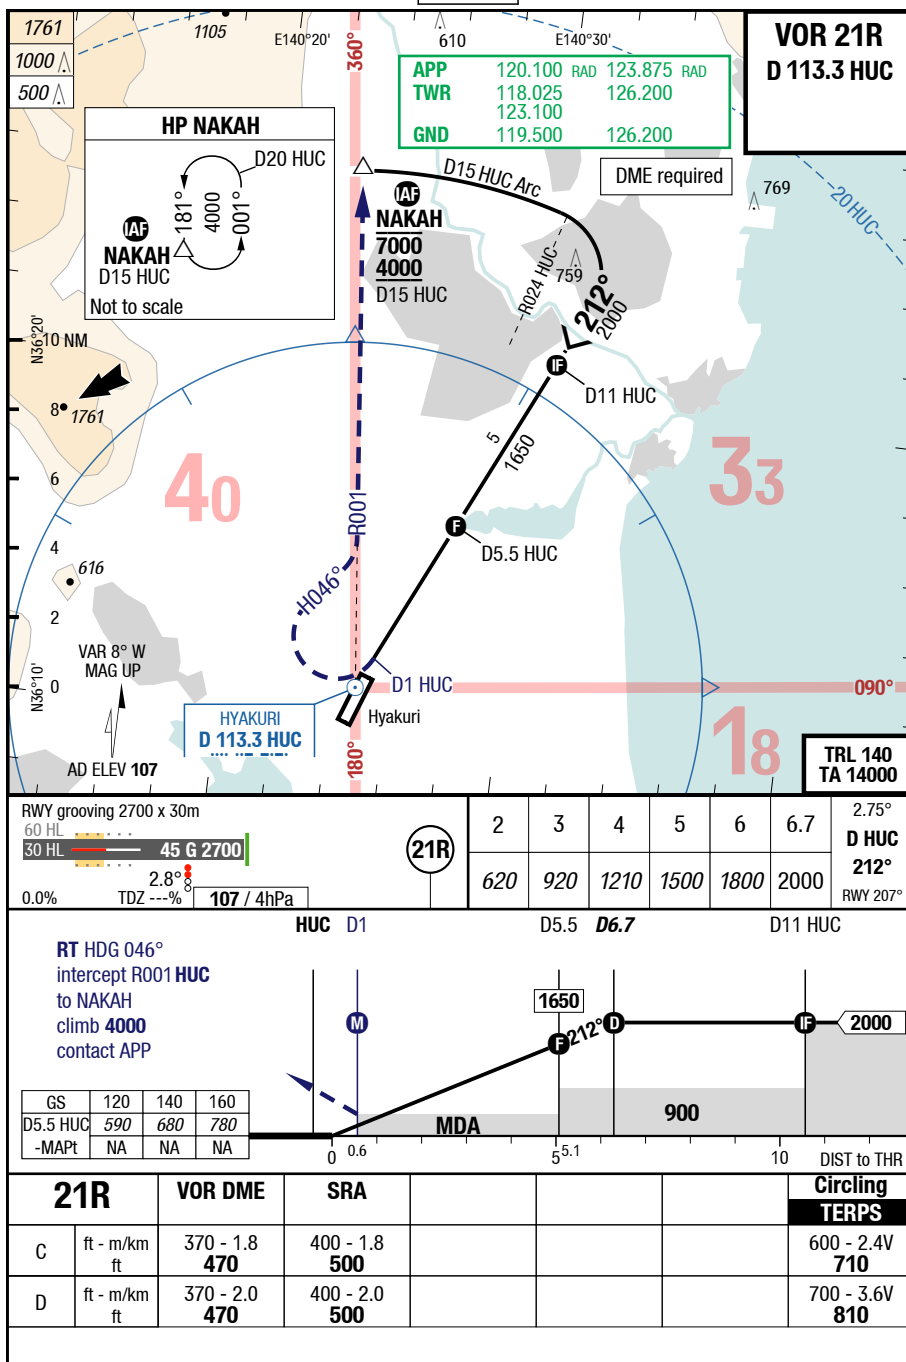 1761
1000
500
1105
E140°20'
360°
610
E140°30'
VOR 21R
D 113.3 HUC
APP 120.100 RAD 123.875 RAD
TWR 118.025 126.200
123.100
GND 119.500 126.200
HP NAKAH
D20 HUC
181°
4000
001°
IAF
NAKAH
D15 HUC
Not to scale
D15 HUC Arc
DME required
769
20 HUC
IAF
NAKAH
7000
4000
D15 HUC
R024 HUC
759
212°
2000
N36°20'
10 NM
IF
D11 HUC
8
1761
5
1650
6
40
33
R001
F
D5.5 HUC
4
616
H046°
2
VAR 8° W
MAG UP
N36°10'
0
D1 HUC
090°
HYAKURI
D 113.3 HUC
Hyakuri
180°
18
AD ELEV 107
TRL 140
TA 14000
RWY grooving 2700 x 30m
60 HL
30 HL
45 G 2700
2.8°
0.0%
TDZ ---%
107 / 4hPa
21R
2 3 4 5 6 6.7
620 920 1210 1500 1800 2000
2.75°
D HUC
212°
RWY 207°
HUC D1 D5.5 D6.7 D11 HUC
RT HDG 046°
intercept R001 HUC
to NAKAH
climb 4000
contact APP
1650
M
F
212°
D
IF
2000
MDA
900
GS 120 140 160
D5.5 HUC 590 680 780
-MAPt NA NA NA
0 0.6 5 5.1 10 DIST to THR
21R VOR DME SRA Circling
TERPS
C ft - m/km 370 - 1.8 400 - 1.8 600 - 2.4V
ft 470 500 710
D ft - m/km 370 - 2.0 400 - 2.0 700 - 3.6V
ft 470 500 810